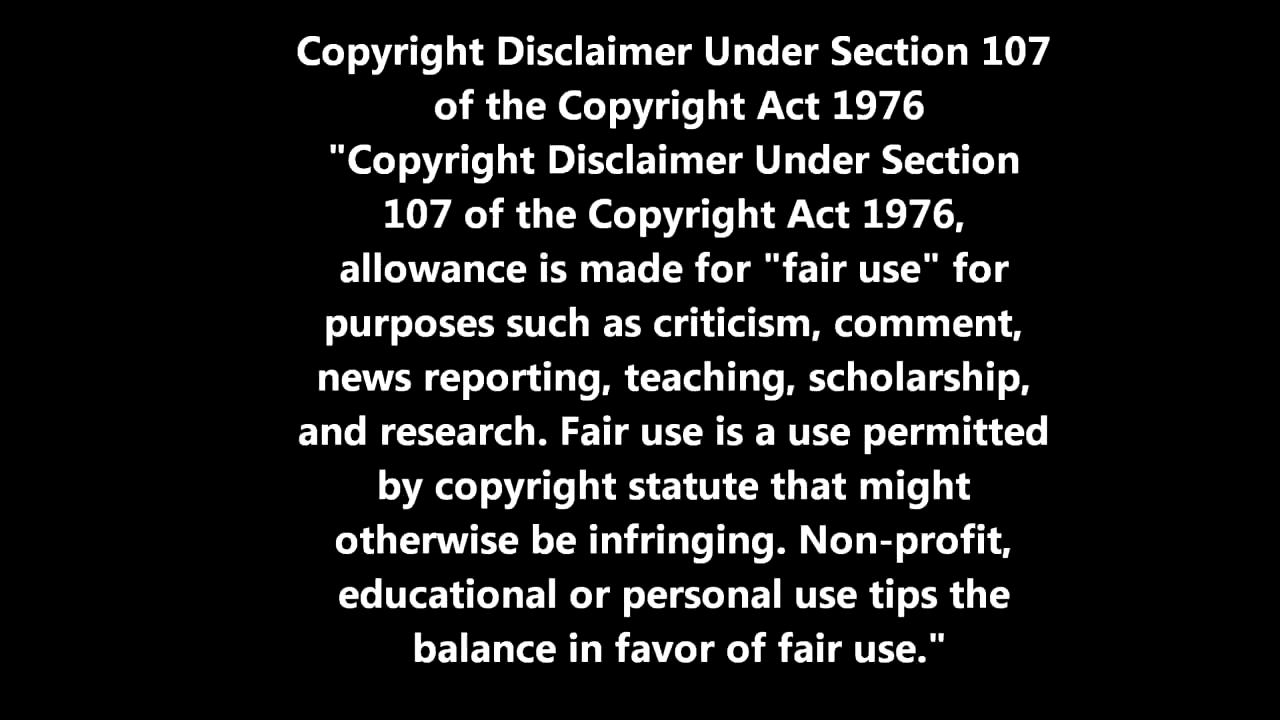 Copyright Disclaimer Under Section 107
of the Copyright Act 1976
"Copyright Disclaimer Under Section
107 of the Copyright Act 1976,
allowance is made for "fair use" for
purposes such as criticism, comment,
news reporting, teaching, scholarship,
and research. Fair use is a use permitted
by copyright statute that might
otherwise be infringing. Non-profit,
educational or personal use tips the
balance in favor of fair use."